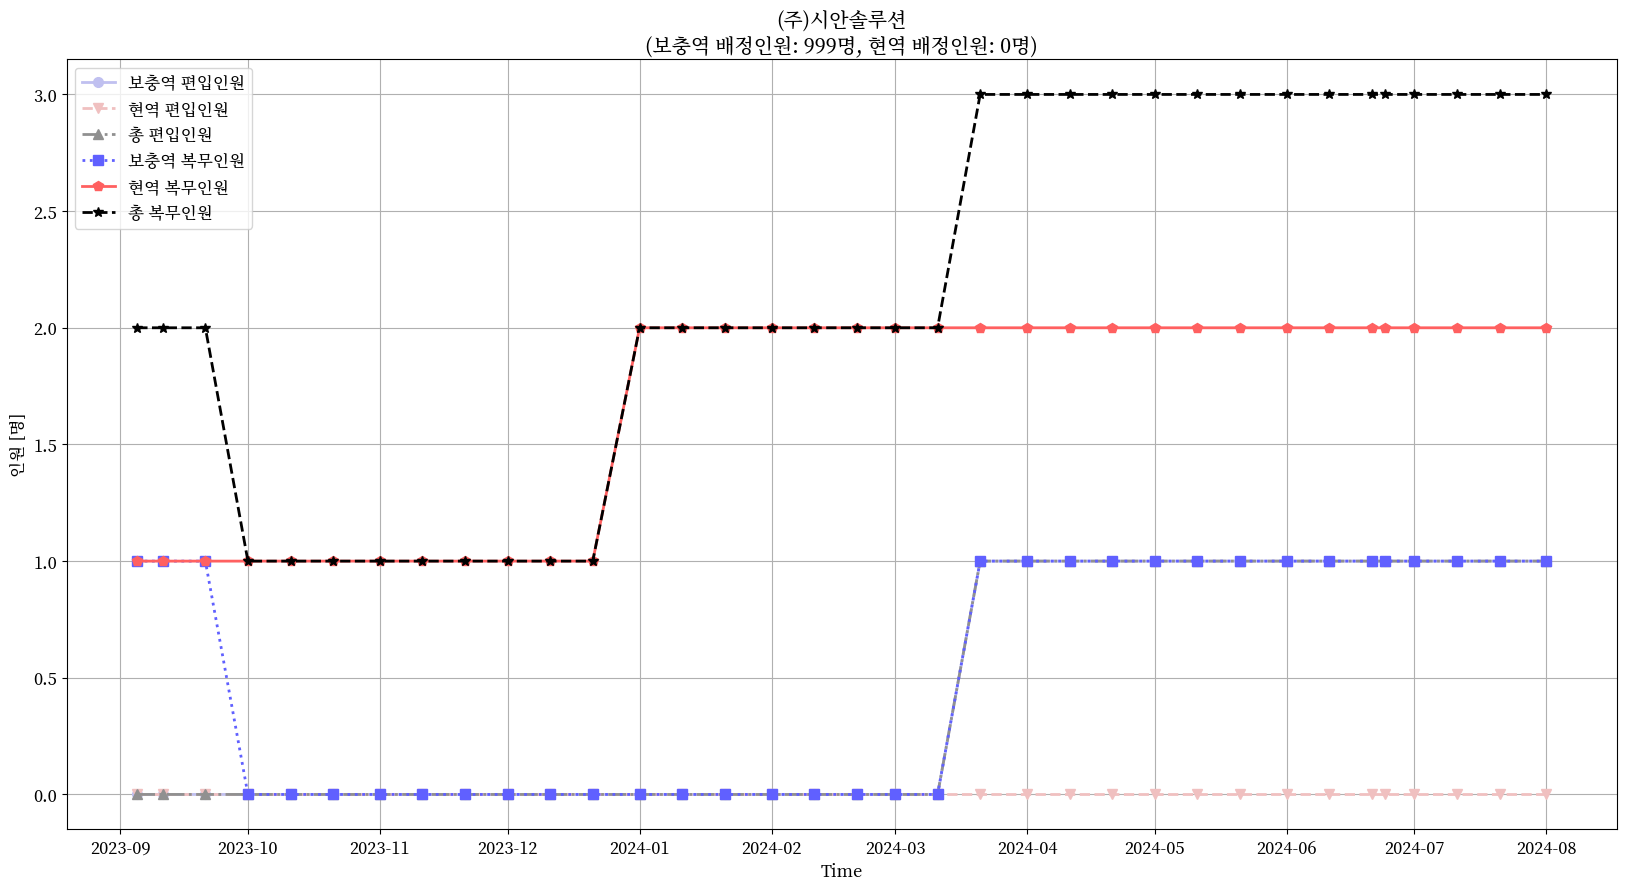 (주)시안솔루션
(보충역 배정인원: 999명, 현역 배정인원: 0명)
보충역 편입인원
현역 편입인원
총 편입인원
보충역 복무인원
현역 복무인원
총 복무인원
인원 [명]
3.0
2.5
2.0
1.5
1.0
0.5
0.0
2023-09 2023-10 2023-11 2023-12 2024-01 2024-02 2024-03 2024-04 2024-05 2024-06 2024-07 2024-08
Time